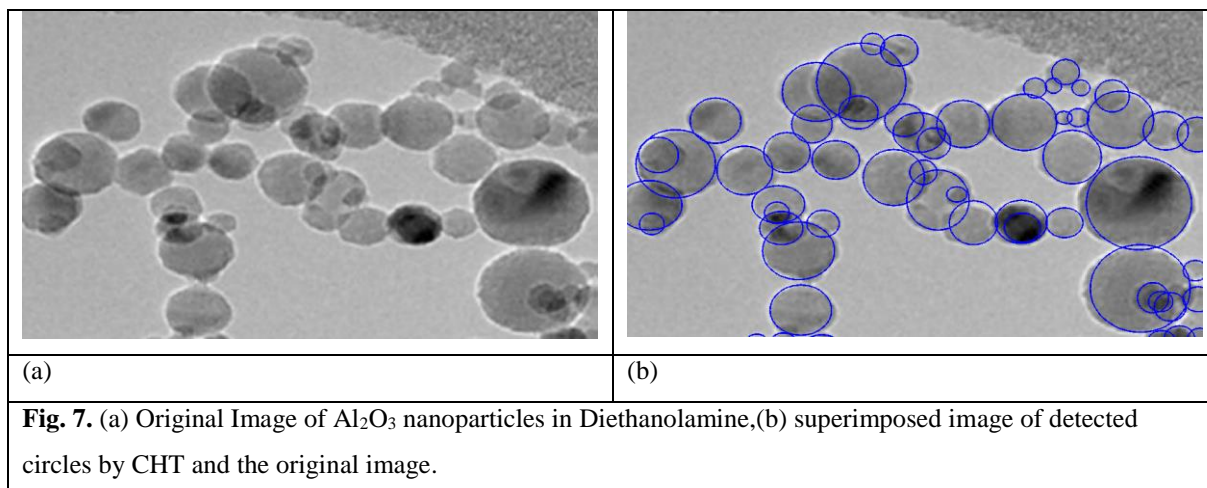 (a)
(b)
Fig. 7. (a) Original Image of Al₂O₃ nanoparticles in Diethanolamine,(b) superimposed image of detected
circles by CHT and the original image.